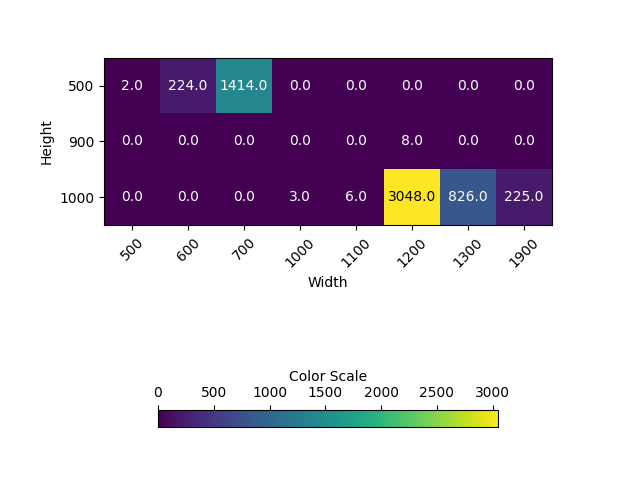 500 2.0 224.0 1414.0 0.0 0.0 0.0 0.0 0.0
900 0.0 0.0 0.0 0.0 0.0 8.0 0.0 0.0
1000 0.0 0.0 0.0 3.0 6.0 3048.0 826.0 225.0
Height
500 600 700 1000 1100 1200 1300 1900
Width
Color Scale
0 500 1000 1500 2000 2500 3000